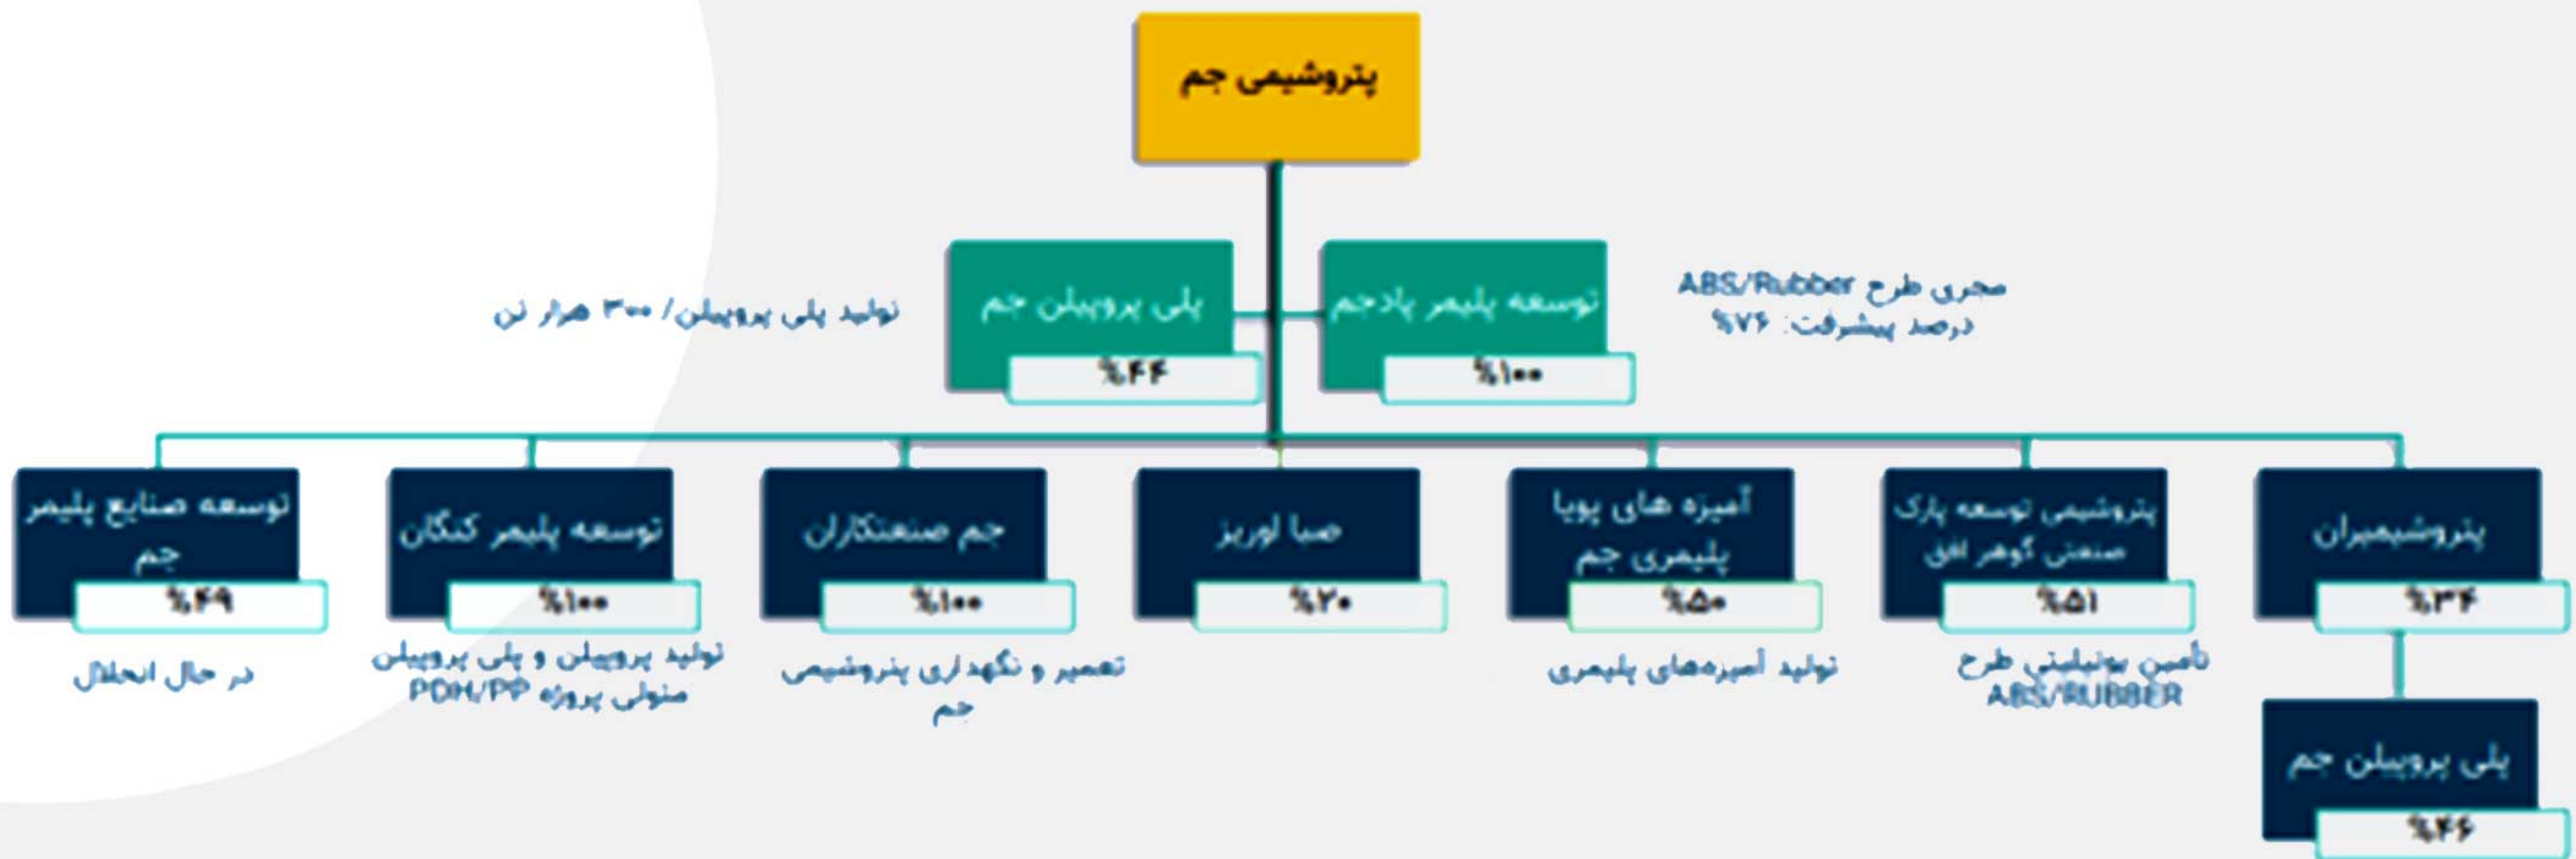 پتروشیمی جم
توسعه پلیمر پادجم
%۱۰۰
مجری طرح ABS/Rubber
درصد پیشرفت: ۷۶%
پلی پروپیلن جم
%۴۴
تولید پلی پروپیلن/ ۳۰۰ هزار تن
پتروشیمیران
%۳۴
پلی پروپیلن جم
%۴۶
پتروشیمی توسعه پارک
صنعتی گوهر افق
%۵۱
تأمین یوتیلیتی طرح
ABS/RUBBER
آمیزه های پویا
پلیمری جم
%۵۰
تولید آمیزه‌های پلیمری
صبا اوریز
%۲۰
جم صنعتکاران
%۱۰۰
تعمیر و نگهداری پتروشیمی
جم
توسعه پلیمر کنگان
%۱۰۰
تولید پروپیلن و پلی پروپیلن
متولی پروژه PDH/PP
توسعه صنایع پلیمر
جم
%۴۹
در حال انحلال